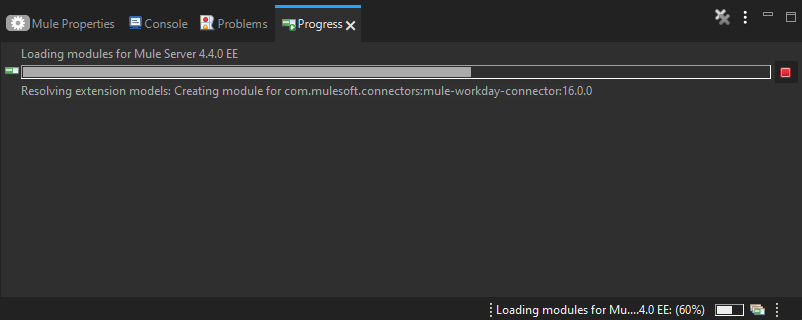 Mule Properties Console Problems Progress
Loading modules for Mule Server 4.4.0 EE
Resolving extension models: Creating module for com.mulesoft.connectors:mule-workday-connector:16.0.0
Loading modules for Mu....4.0 EE: (60%)